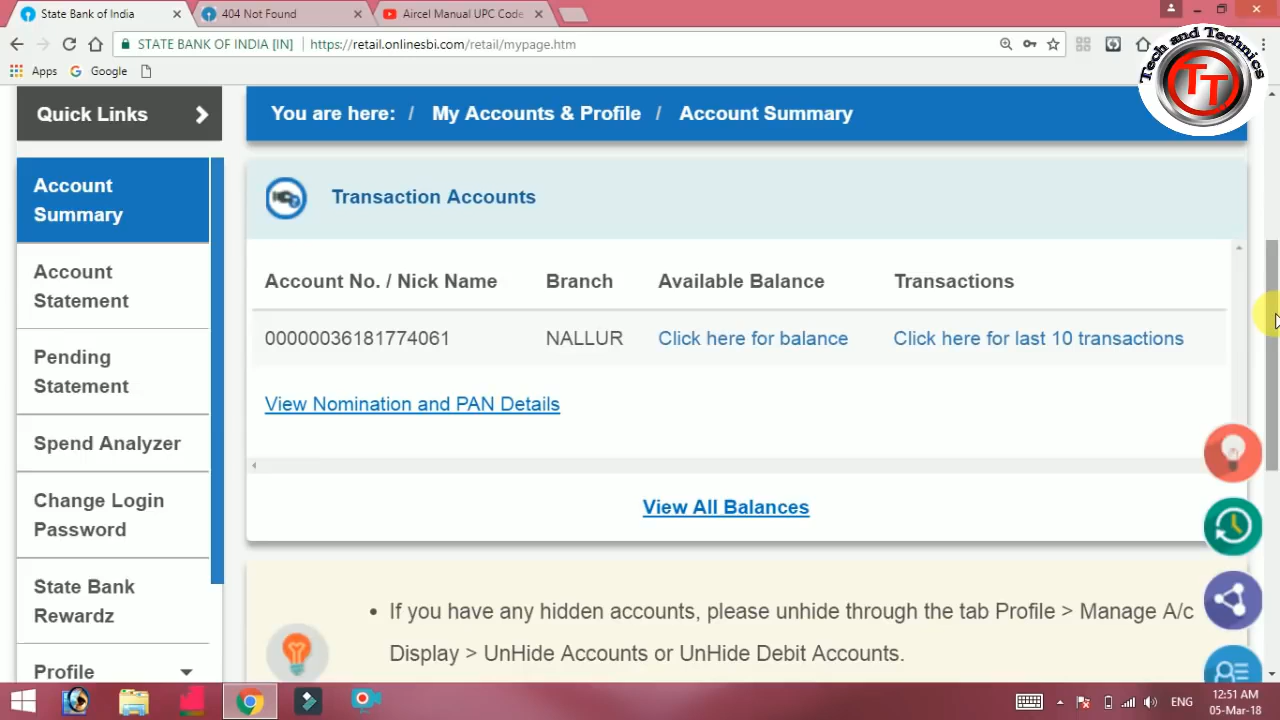 State Bank of India
404 Not Found
Aircel Manual UPC Code
STATE BANK OF INDIA [IN]
https://retail.onlinesbi.com/retail/mypage.htm
Apps
Google
Tech and Technics
TT
Quick Links
You are here: / My Accounts & Profile / Account Summary
Account
Summary
Account
Statement
Pending
Statement
Spend Analyzer
Change Login
Password
State Bank
Rewardz
Profile
Transaction Accounts
Account No. / Nick Name Branch Available Balance Transactions
00000036181774061 NALLUR Click here for balance Click here for last 10 transactions
View Nomination and PAN Details
View All Balances
• If you have any hidden accounts, please unhide through the tab Profile > Manage A/c
Display > UnHide Accounts or UnHide Debit Accounts.
ENG
12:51 AM
05-Mar-18